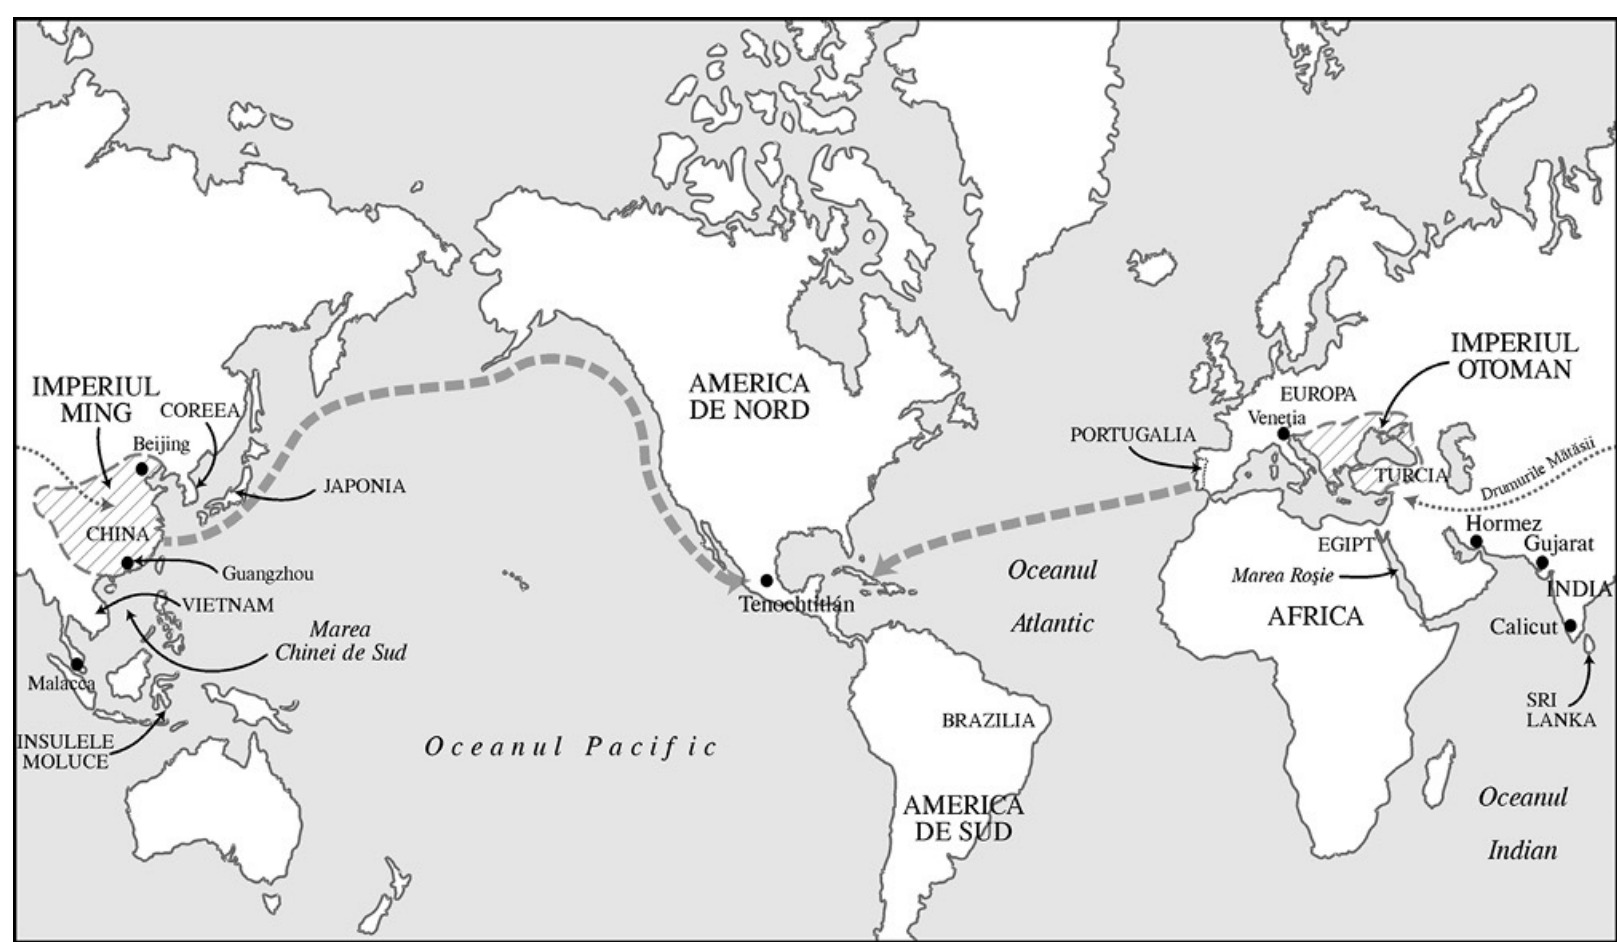 IMPERIUL
MING
COREEA
Beijing
JAPONIA
CHINA
Guangzhou
VIETNAM
Marea
Chinei de Sud
Malacca
INSULELE
MOLUCE
Oceanul Pacific
AMERICA
DE NORD
Tenochtitlán
BRAZILIA
AMERICA
DE SUD
Oceanul
Atlantic
PORTUGALIA
EUROPA
Veneția
IMPERIUL
OTOMAN
TURCIA
Drumurile Mătăsii
EGIPT
Marea Roşie
AFRICA
Hormez
Gujarat
INDIA
Calicut
SRI
LANKA
Oceanul
Indian